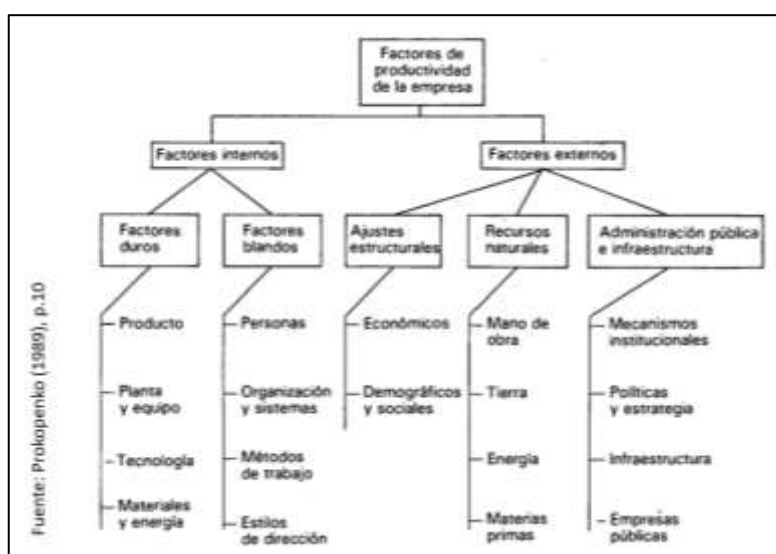 Factores de
productividad
de la empresa
Factores internos
Factores externos
Factores
duros
Factores
blandos
Ajustes
estructurales
Recursos
naturales
Administración pública
e infraestructura
Producto
Planta
y equipo
Tecnología
Materiales
y energía
Personas
Organización
y sistemas
Métodos
de trabajo
Estilos
de dirección
Económicos
Demográficos
y sociales
Mano de
obra
Tierra
Energía
Materias
primas
Mecanismos
institucionales
Políticas
y estrategia
Infraestructura
Empresas
públicas
Fuente: Prokopenko (1989), p.10